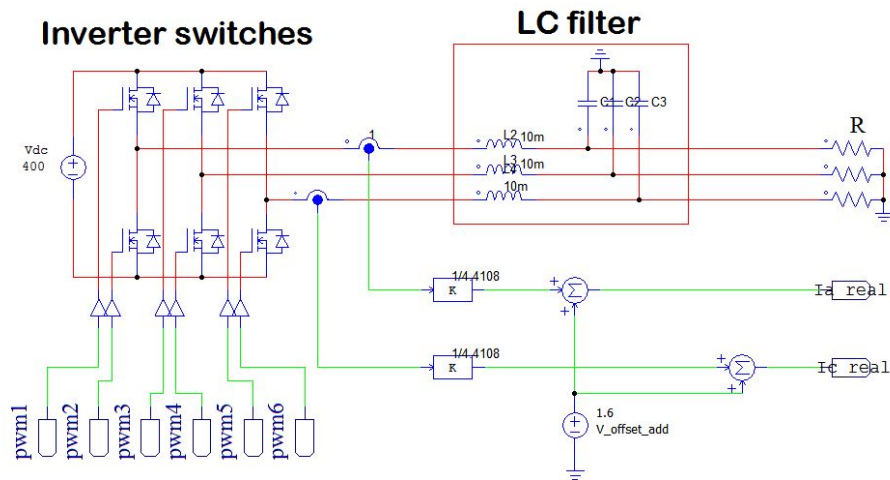 Inverter switches
LC filter
Vdc
400
1
L2 10m
L3 10m
L4
10m
C1 C2 C3
R
1/4.4108
K
Ia_real
1/4.4108
K
Ic_real
1.6
V_offset_add
pwm1
pwm2
pwm3
pwm4
pwm5
pwm6